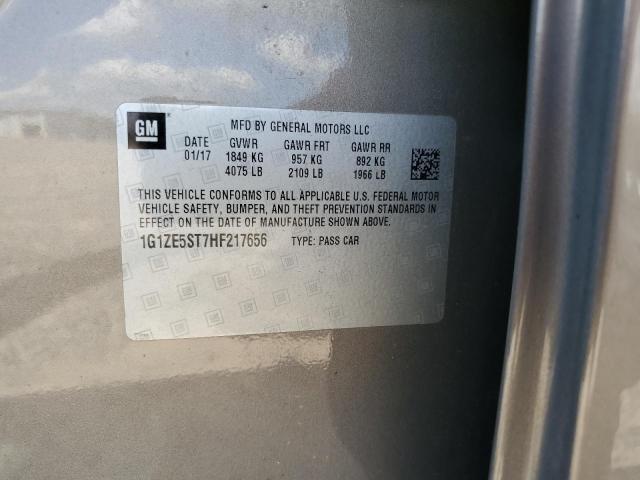 GM
MFD BY GENERAL MOTORS LLC
DATE GVWR GAWR FRT GAWR RR
01/17 1849 KG 957 KG 892 KG
4075 LB 2109 LB 1966 LB
THIS VEHICLE CONFORMS TO ALL APPLICABLE U.S. FEDERAL MOTOR
VEHICLE SAFETY, BUMPER, AND THEFT PREVENTION STANDARDS IN
EFFECT ON THE DATE OF MANUFACTURE SHOWN ABOVE.
1G1ZE5ST7HF217656 TYPE: PASS CAR